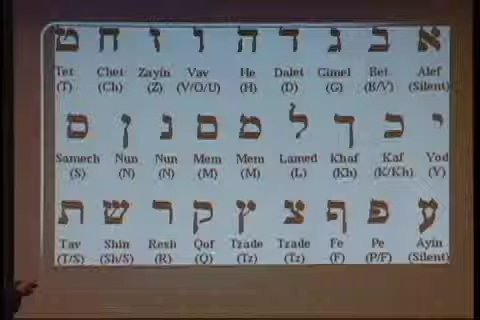 א ב ג ד ה ו ז ח ט
Tet Chet Zayin Vav He Dalet Gimel Bet Alef
(T) (Ch) (Z) (V/O/U) (H) (D) (G) (B/V) (Silent)
י כ ך ל מ ם נ ן ס
Samech Nun Nun Mem Mem Lamed Khaf Kaf Yod
(S) (N) (N) (M) (M) (L) (Kh) (K/Kh) (Y)
ע פ ף צ ץ ק ר ש ת
Tav Shin Resh Qof Tzade Tzade Fe Pe Ayin
(T/S) (Sh/S) (R) (Q) (Tz) (Tz) (F) (P/F) (Silent)